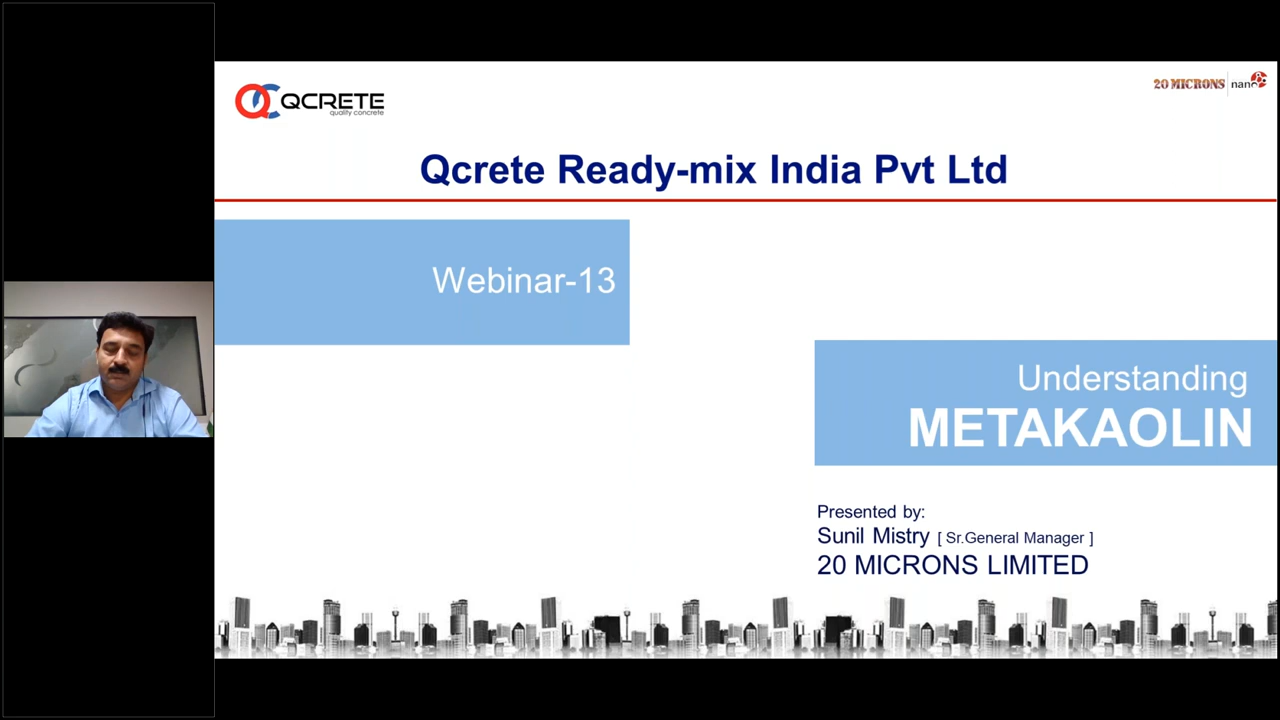 QCRETE
quality concrete
20 MICRONS nano
Qcrete Ready-mix India Pvt Ltd
Webinar-13
Understanding
METAKAOLIN
Presented by:
Sunil Mistry [ Sr.General Manager ]
20 MICRONS LIMITED